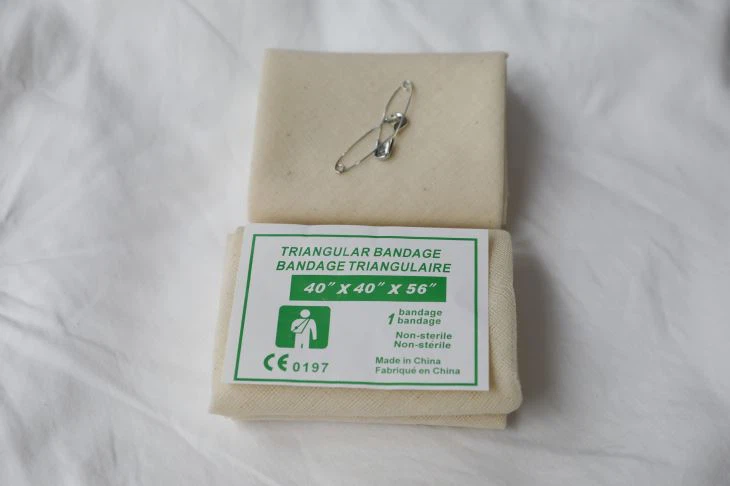 TRIANGULAR BANDAGE
BANDAGE TRIANGULAIRE
40" X 40" X 56"
1 bandage
bandage
Non-sterile
Non-sterile
CE 0197
Made in China
Fabriqué en China